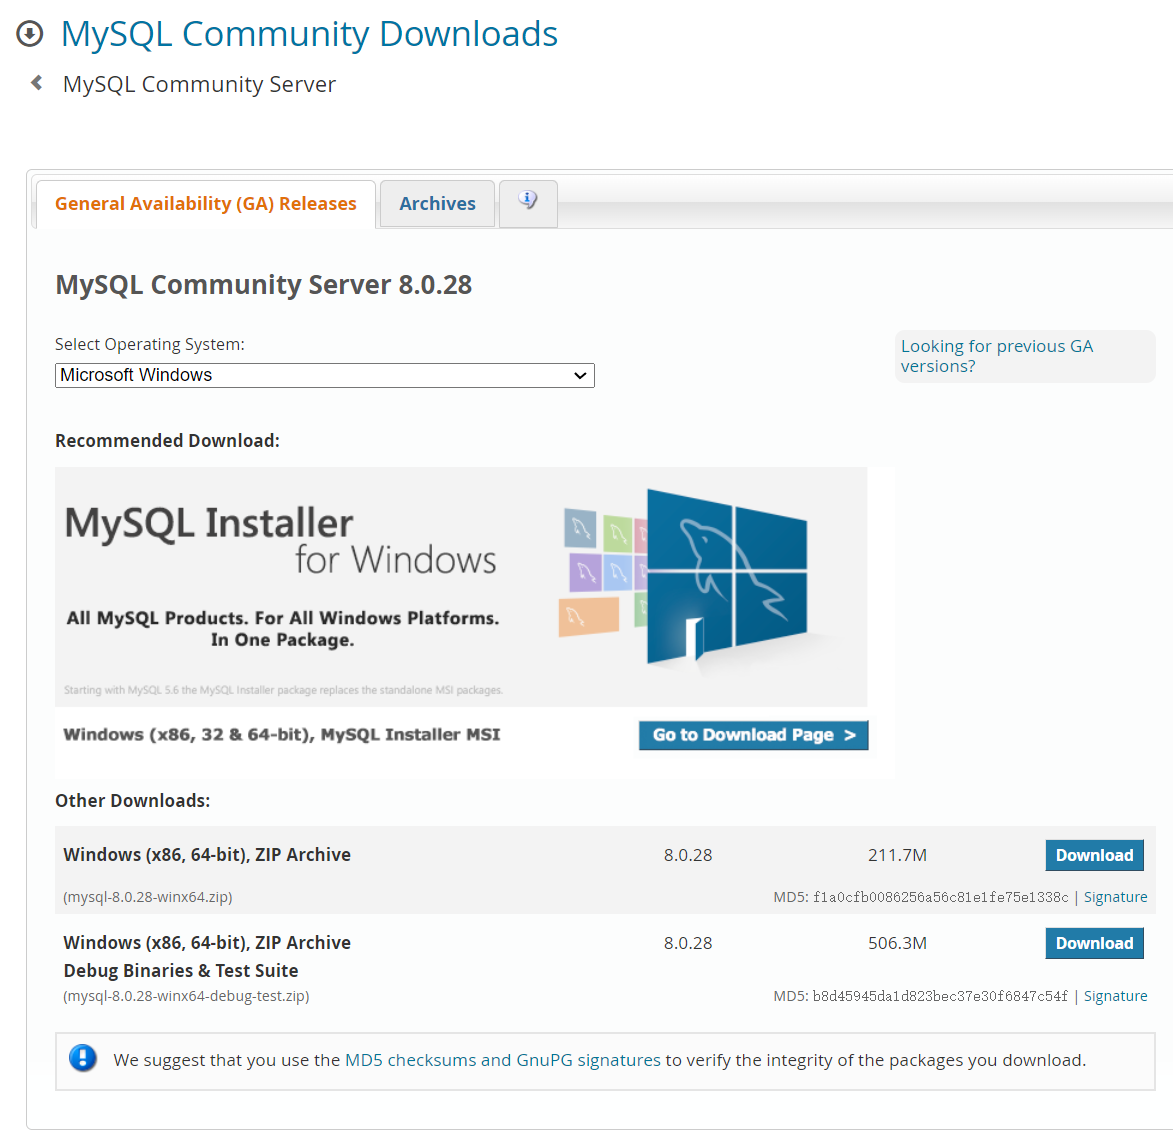 MySQL Community Downloads
MySQL Community Server
General Availability (GA) Releases
Archives
MySQL Community Server 8.0.28
Select Operating System:
Microsoft Windows
Looking for previous GA
versions?
Recommended Download:
MySQL Installer
for Windows
All MySQL Products. For All Windows Platforms.
In One Package.
Starting with MySQL 5.6 the MySQL Installer package replaces the standalone MSI packages.
Windows (x86, 32 & 64-bit), MySQL Installer MSI
Go to Download Page >
Other Downloads:
Windows (x86, 64-bit), ZIP Archive 8.0.28 211.7M Download
(mysql-8.0.28-winx64.zip) MD5: f1a0cfb0086256a56c81e1fe75e1338c | Signature
Windows (x86, 64-bit), ZIP Archive 8.0.28 506.3M Download
Debug Binaries & Test Suite
(mysql-8.0.28-winx64-debug-test.zip) MD5: b8d45945da1d823bec37e30f6847c54f | Signature
We suggest that you use the MD5 checksums and GnuPG signatures to verify the integrity of the packages you download.